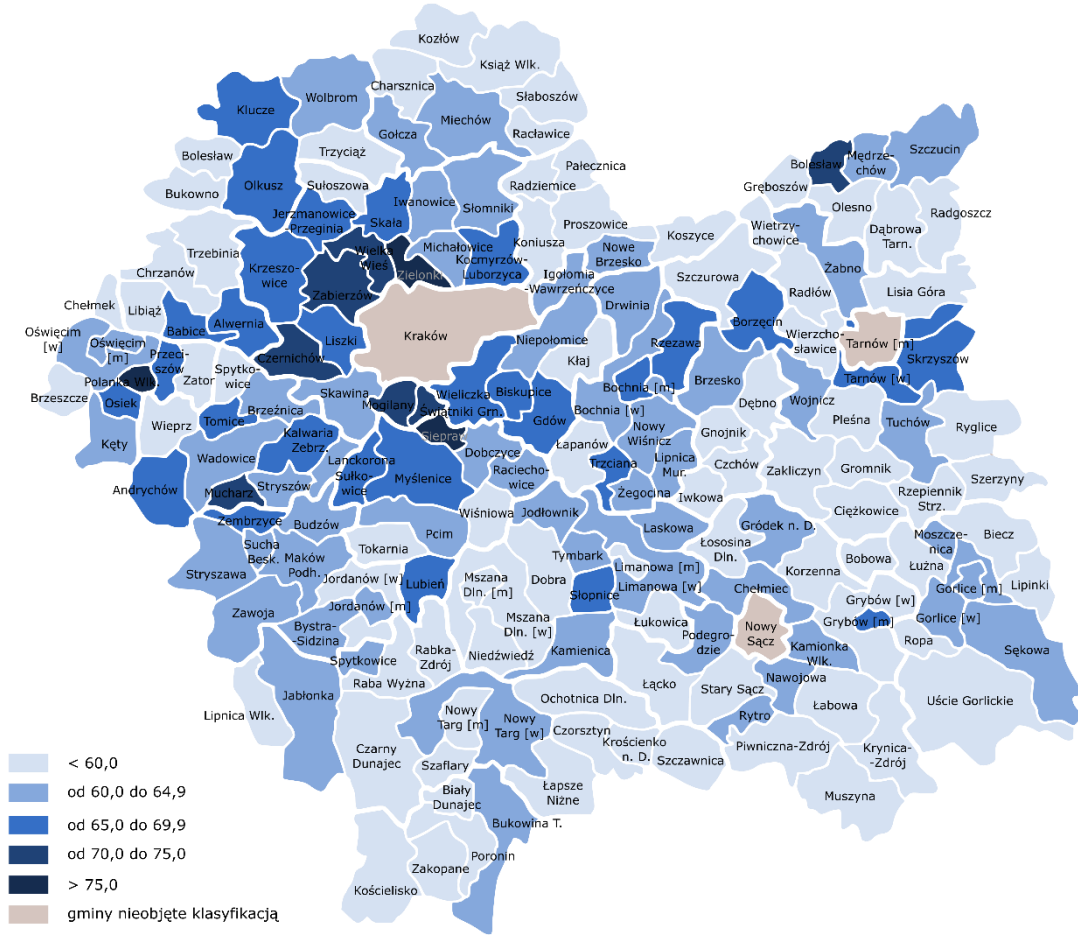 Kozłów
Książ Wlk.
Charsznica
Słaboszów
Wolbrom
Klucze
Miechów
Gołcza
Racławice
Bolesław
Trzyciąż
Pałecznica
Bukowno
Olkusz
Sułoszowa
Radziemice
Iwanowice
Słomniki
Jerzmanowice
-Przeginia
Skała
Proszowice
Trzebinia
Wielka
Wieś
Michałowice
Koniusza
Kocmyrzów-
Luborzyca
Zielonki
Krzeszo-
wice
Zabierzów
Igołomia
-Wawrzeńczyce
Nowe
Brzesko
Koszyce
Chrzanów
Chełmek
Libiąż
Babice
Alwernia
Liszki
Kraków
Niepołomice
Drwinia
Szczurowa
Oświęcim
[w]
Oświęcim
[m]
Przeci-
szów
Czernichów
Kłaj
Rzezawa
Borzęcin
Polanka Wlk.
Zator
Spytko-
wice
Brzeszcze
Osiek
Skawina
Mogilany
Wieliczka
Świątniki Grn.
Biskupice
Gdów
Bochnia [m]
Bochnia [w]
Brzesko
Kęty
Wieprz
Tomice
Brzeźnica
Kalwaria
Zebrz.
Siepraw
Dobczyce
Łapanów
Nowy
Wiśnicz
Dębno
Wadowice
Lanckorona
Sułko-
wice
Myślenice
Raciecho-
wice
Trzciana
Lipnica
Mur.
Gnojnik
Czchów
Andrychów
Mucharz
Stryszów
Żegocina
Iwkowa
Zembrzyce
Budzów
Wiśniowa
Jodłownik
Laskowa
Pcim
Sucha
Besk.
Maków
Podh.
Tokarnia
Tymbark
Łososina
Dln.
Stryszawa
Jordanów [w]
Jordanów [m]
Lubień
Mszana
Dln. [m]
Dobra
Słopnice
Limanowa [m]
Limanowa [w]
Zawoja
Bystra-
-Sidzina
Mszana
Dln. [w]
Łukowica
Spytkowice
Rabka-
Zdrój
Niedźwiedź
Kamienica
Podegro-
dzie
Raba Wyżna
Jabłonka
Lipnica Wlk.
Czarny
Dunajec
Nowy
Targ [m]
Nowy
Targ [w]
Ochotnica Dln.
Łącko
Czorsztyn
Krościenko
n. D.
Szczawnica
Szaflary
Łapsze
Niżne
Biały
Dunajec
Bukowina T.
Poronin
Zakopane
Kościelisko
Bolesław
Mędrze-
chów
Szczucin
Gręboszów
Olesno
Dąbrowa
Tarn.
Radgoszcz
Wietrzy-
chowice
Żabno
Radłów
Lisia Góra
Wierzcho-
sławice
Tarnów [m]
Skrzyszów
Tarnów [w]
Wojnicz
Pleśna
Tuchów
Ryglice
Zakliczyn
Gromnik
Szerzyny
Rzepiennik
Strz.
Ciężkowice
Gródek n. D.
Moszcze-
nica
Biecz
Bobowa
Łużna
Korzenna
Lipinki
Chełmiec
Gorlice [m]
Grybów [w]
Grybów [m]
Gorlice [w]
Nowy
Sącz
Ropa
Sękowa
Kamionka
Wlk.
Nawojowa
Stary Sącz
Łabowa
Uście Gorlickie
Rytro
Piwniczna-Zdrój
Krynica-
-Zdrój
Muszyna
< 60,0
od 60,0 do 64,9
od 65,0 do 69,9
od 70,0 do 75,0
> 75,0
gminy nieobjęte klasyfikacją